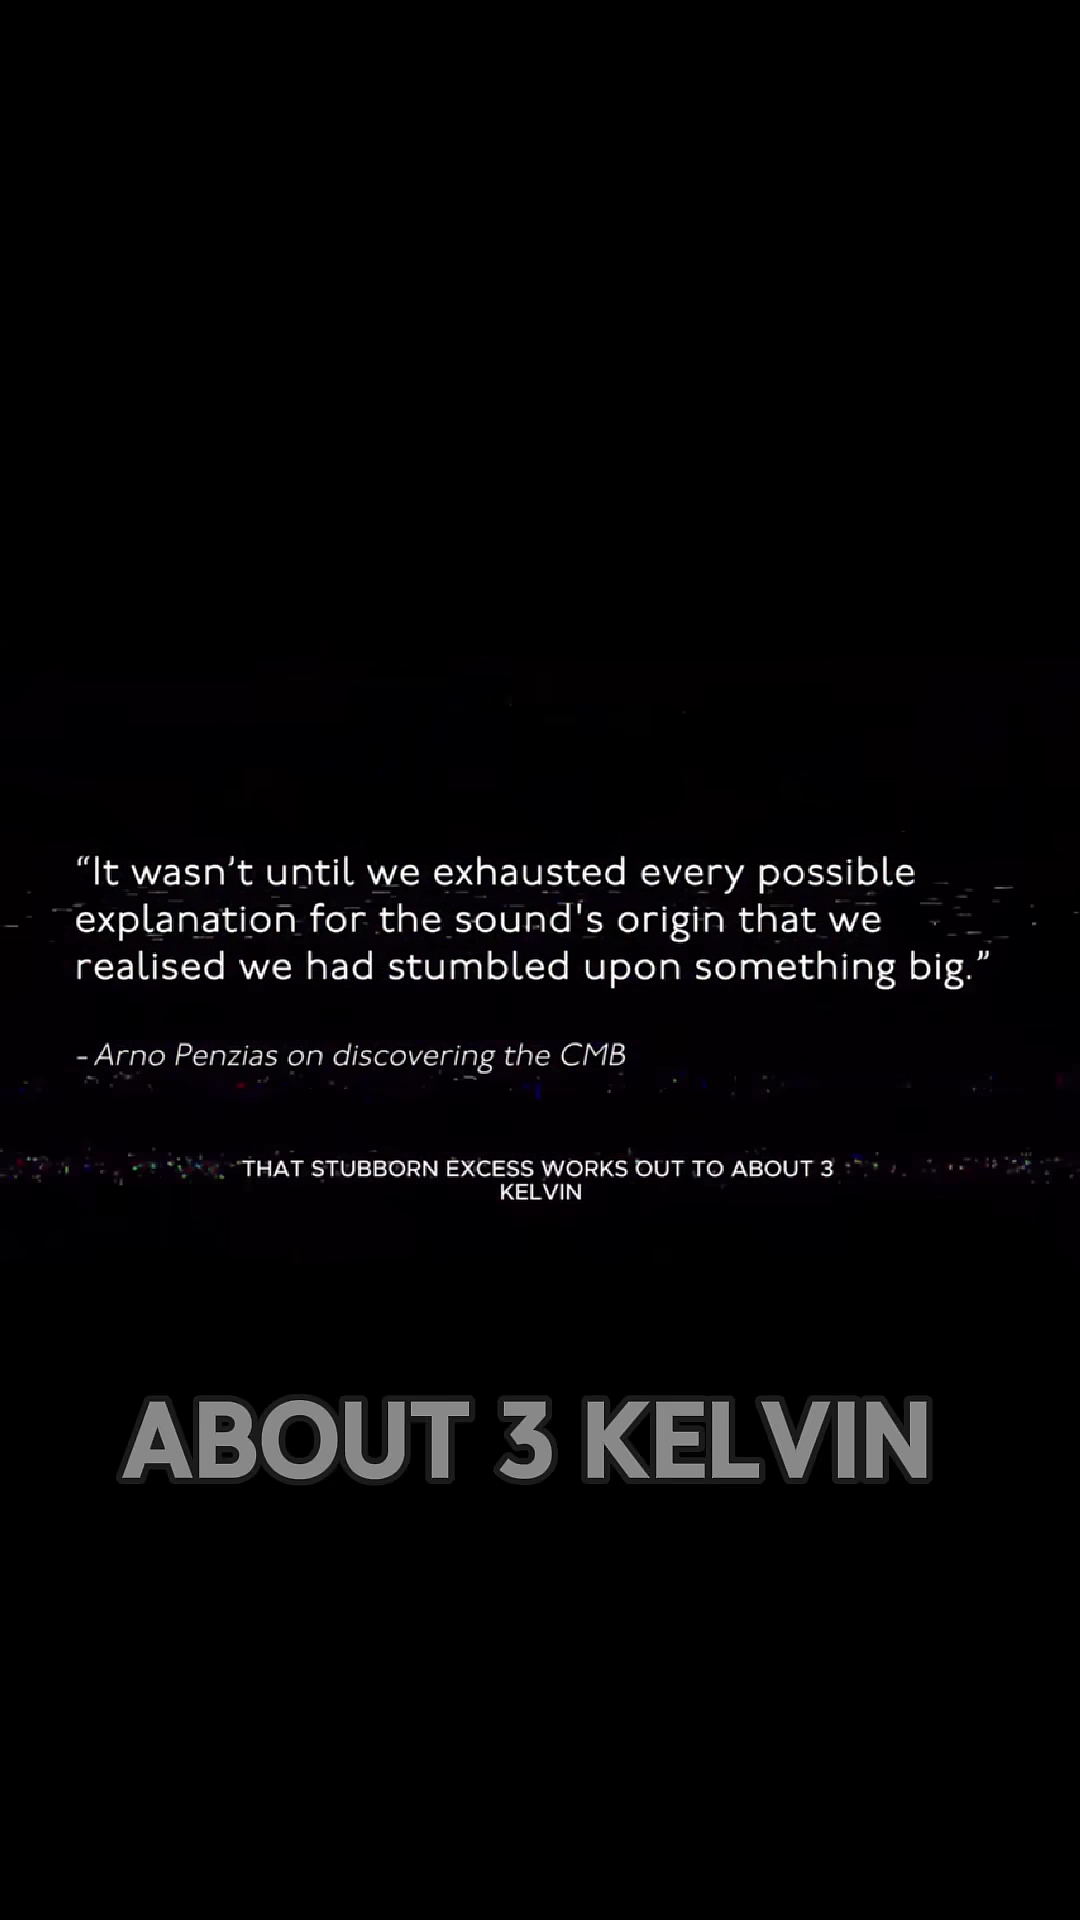 “It wasn’t until we exhausted every possible
explanation for the sound's origin that we
realised we had stumbled upon something big.”
– Arno Penzias on discovering the CMB
THAT STUBBORN EXCESS WORKS OUT TO ABOUT 3
KELVIN
ABOUT 3 KELVIN